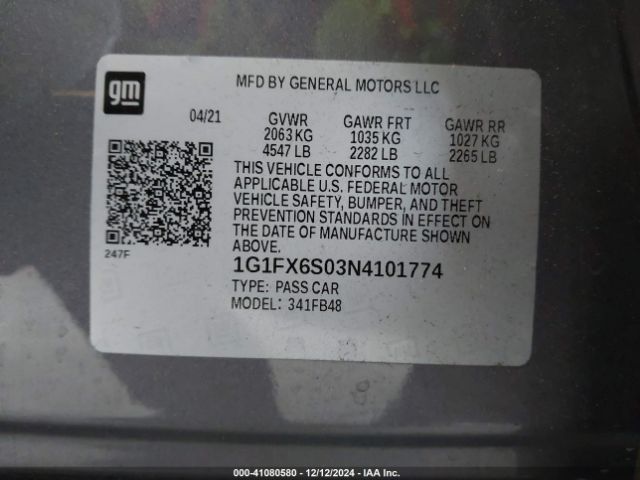 gm
MFD BY GENERAL MOTORS LLC
04/21 GVWR GAWR FRT GAWR RR
2063 KG 1035 KG 1027 KG
4547 LB 2282 LB 2265 LB
THIS VEHICLE CONFORMS TO ALL
APPLICABLE U.S. FEDERAL MOTOR
VEHICLE SAFETY, BUMPER, AND THEFT
PREVENTION STANDARDS IN EFFECT ON
THE DATE OF MANUFACTURE SHOWN
ABOVE.
247F
1G1FX6S03N4101774
TYPE: PASS CAR
MODEL: 341FB48
000-41080580 - 12/12/2024 - IAA Inc.